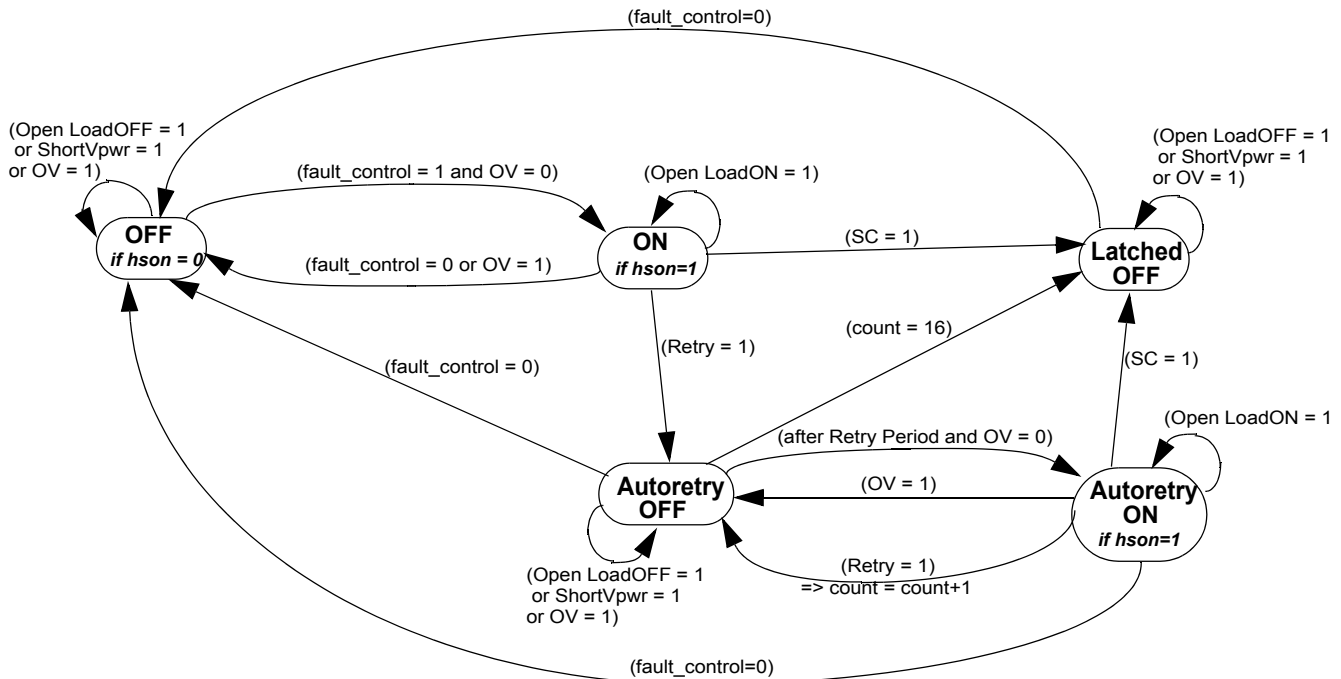 (fault_control=0)
(Open LoadOFF = 1
or ShortVpwr = 1
or OV = 1)
(fault_control = 1 and OV = 0)
(Open LoadON = 1)
(Open LoadOFF = 1
or ShortVpwr = 1
or OV = 1)
OFF
if hson = 0
ON
if hson=1
(SC = 1)
Latched
OFF
(fault_control = 0 or OV = 1)
(count = 16)
(Retry = 1)
(fault_control = 0)
(SC = 1)
(Open LoadON = 1
(after Retry Period and OV = 0)
Autoretry
OFF
(OV = 1)
Autoretry
ON
if hson=1
(Retry = 1)
=> count = count+1
(Open LoadOFF = 1
or ShortVpwr = 1
or OV = 1)
(fault_control=0)